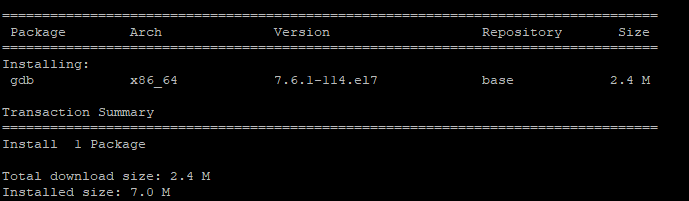 ================================================================================
 Package        Arch              Version                   Repository       Size
================================================================================
Installing:
 gdb            x86_64            7.6.1-114.el7             base            2.4 M
Transaction Summary
================================================================================
Install  1 Package
Total download size: 2.4 M
Installed size: 7.0 M